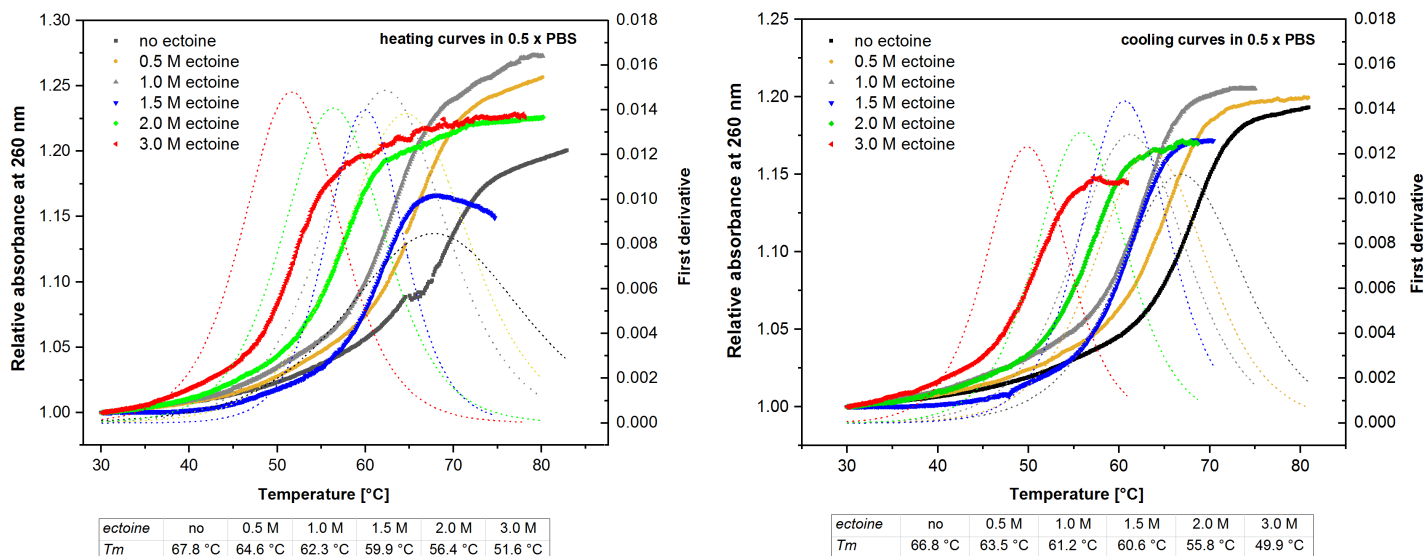 heating curves in 0.5 x PBS
no ectoine
0.5 M ectoine
1.0 M ectoine
1.5 M ectoine
2.0 M ectoine
3.0 M ectoine
Relative absorbance at 260 nm
1.30
1.25
1.20
1.15
1.10
1.05
1.00
First derivative
0.018
0.016
0.014
0.012
0.010
0.008
0.006
0.004
0.002
0.000
30 40 50 60 70 80
Temperature [°C]
ectoine no 0.5 M 1.0 M 1.5 M 2.0 M 3.0 M
Tm 67.8 °C 64.6 °C 62.3 °C 59.9 °C 56.4 °C 51.6 °C
cooling curves in 0.5 x PBS
no ectoine
0.5 M ectoine
1.0 M ectoine
1.5 M ectoine
2.0 M ectoine
3.0 M ectoine
Relative absorbance at 260 nm
1.25
1.20
1.15
1.10
1.05
1.00
First derivative
0.018
0.016
0.014
0.012
0.010
0.008
0.006
0.004
0.002
0.000
30 40 50 60 70 80
Temperature [°C]
ectoine no 0.5 M 1.0 M 1.5 M 2.0 M 3.0 M
Tm 66.8 °C 63.5 °C 61.2 °C 60.6 °C 55.8 °C 49.9 °C